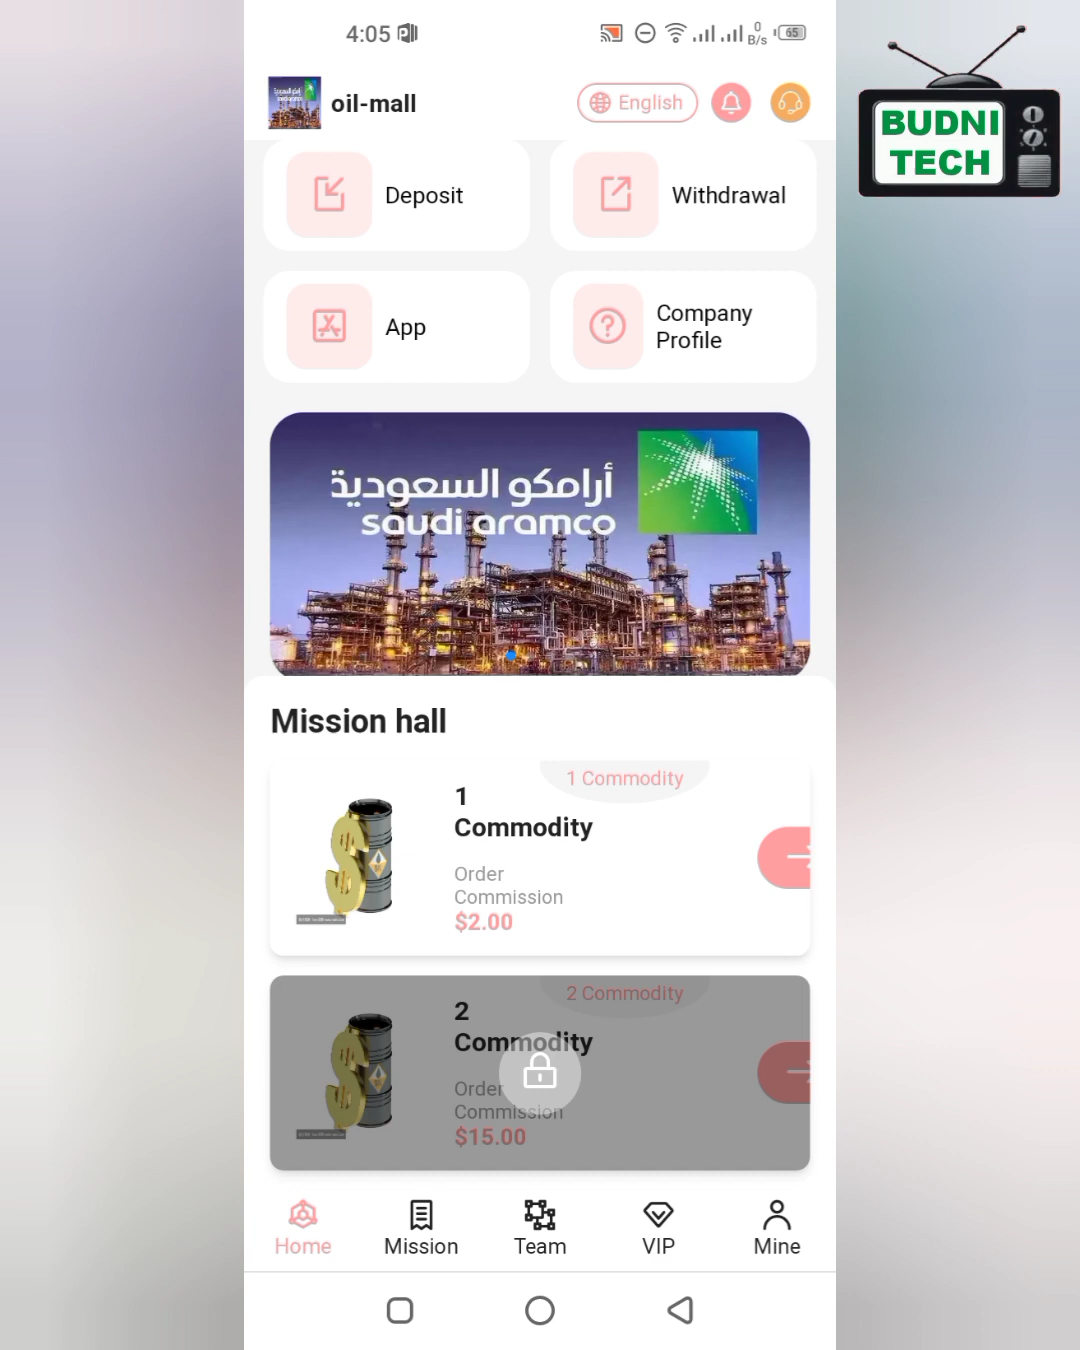 4:05
0
B/s
65
oil-mall
English
BUDNI
TECH
Deposit
Withdrawal
App
Company
Profile
أرامكو السعودية
saudi aramco
Mission hall
1 Commodity
1
Commodity
Order
Commission
$2.00
2 Commodity
2
Commodity
Order
Commission
$15.00
Home
Mission
Team
VIP
Mine